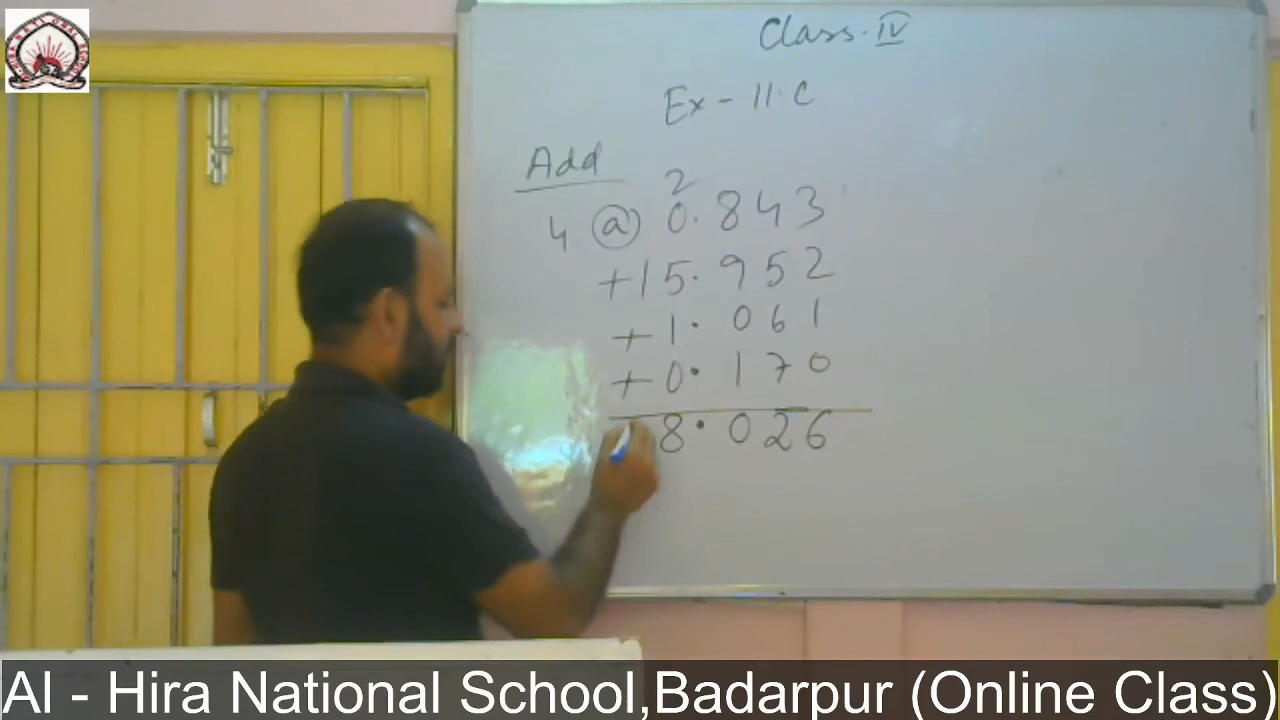 Class-IV
Ex - 11.C
Add
2
4 (a) 0.843
+15.952
+1.061
+0.170
8.026
Al - Hira National School,Badarpur (Online Class)